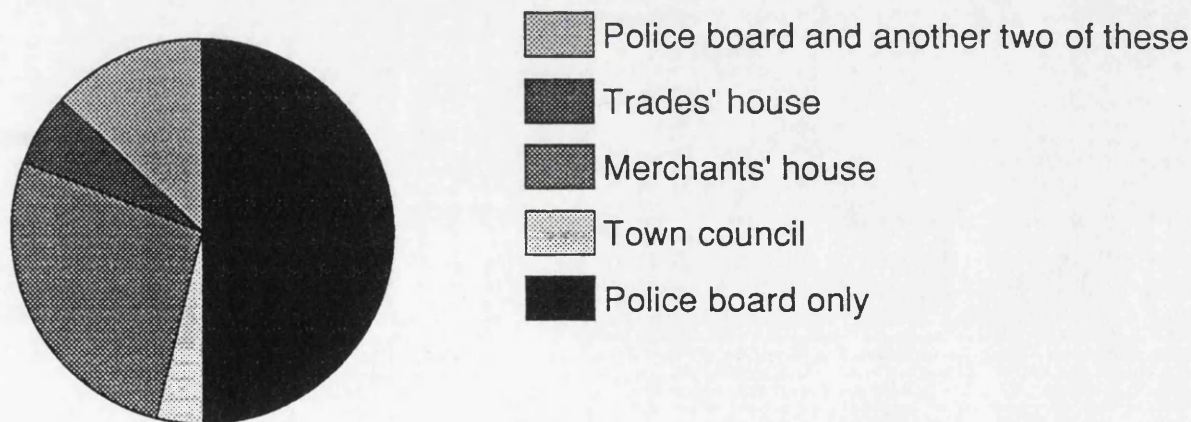 Police board and another two of these
Trades' house
Merchants' house
Town council
Police board only